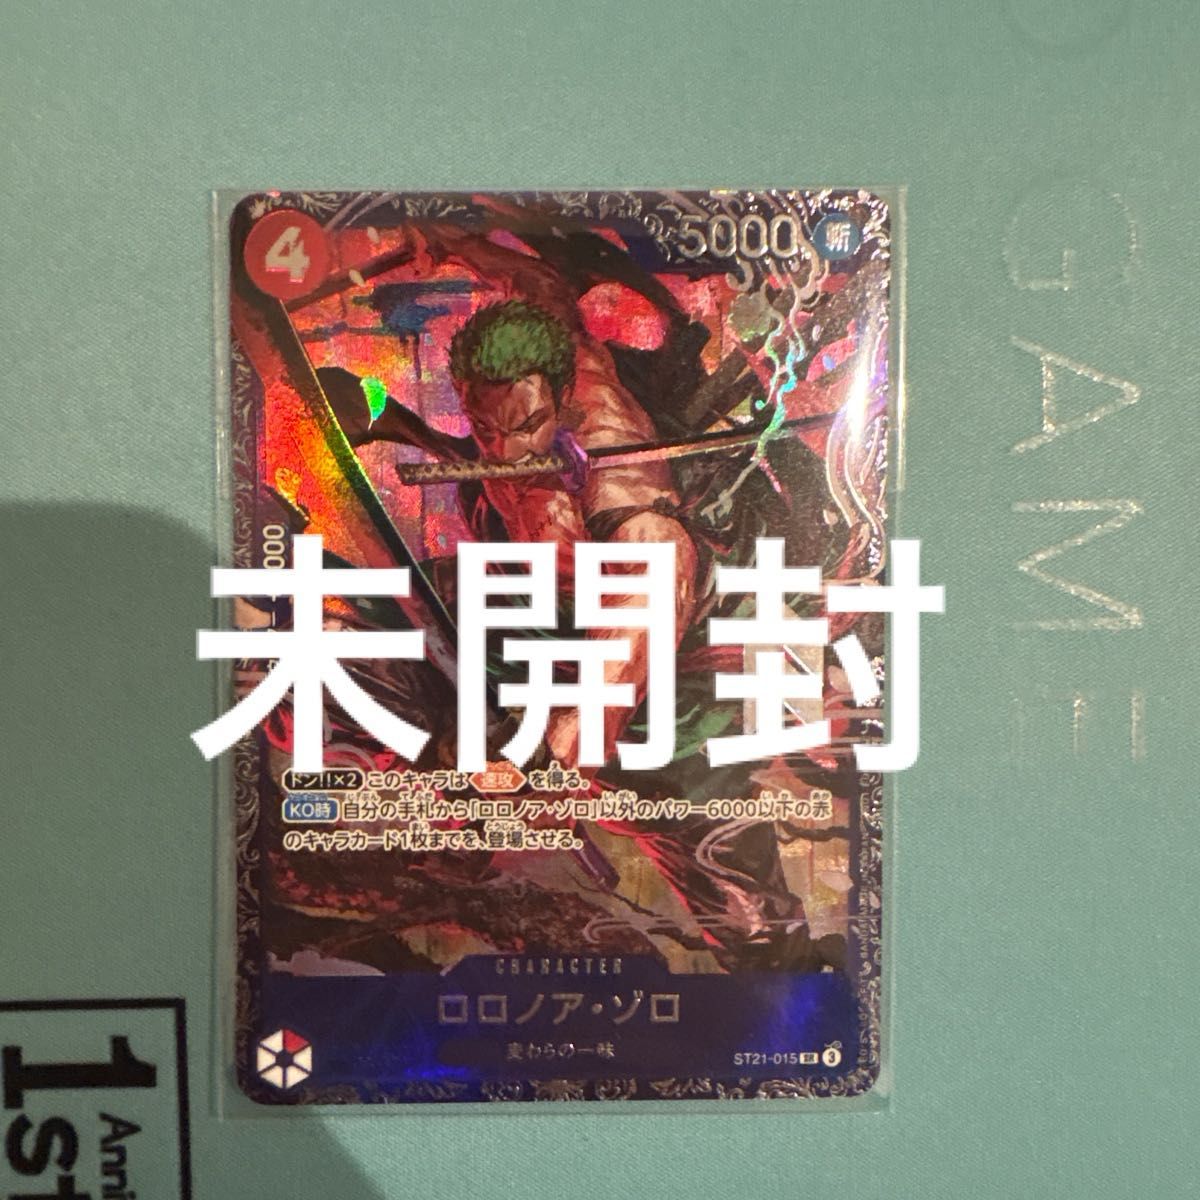 GAME
4
5000
斬
000
未開封
ドン!!×2 このキャラは 速攻 を得る。
KO時 自分の手札から「ロロノア・ゾロ」以外のパワー6000以下の赤
のキャラカード1枚までを、登場させる。
CHARACTER
ロロノア・ゾロ
麦わらの一味
ST21-015 SR 3
1st
Anni